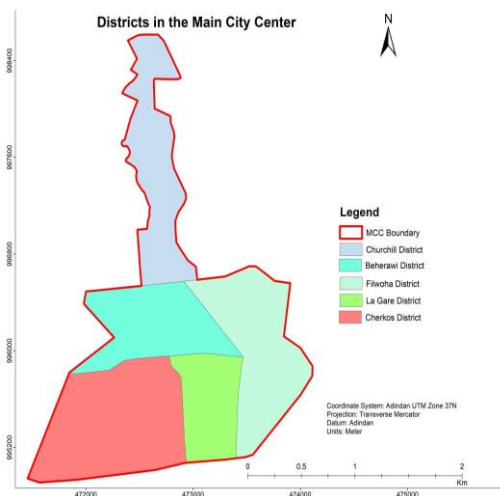 Districts in the Main City Center
N
998400
997600
996800
996000
995200
Legend
MCC Boundary
Churchill District
Beherawi District
Filwoha District
La Gare District
Cherkos District
Coordinate System: Adindan UTM Zone 37N
Projection: Transverse Mercator
Datum: Adindan
Units: Meter
0 0.5 1 2
Km
472000 473000 474000 475000